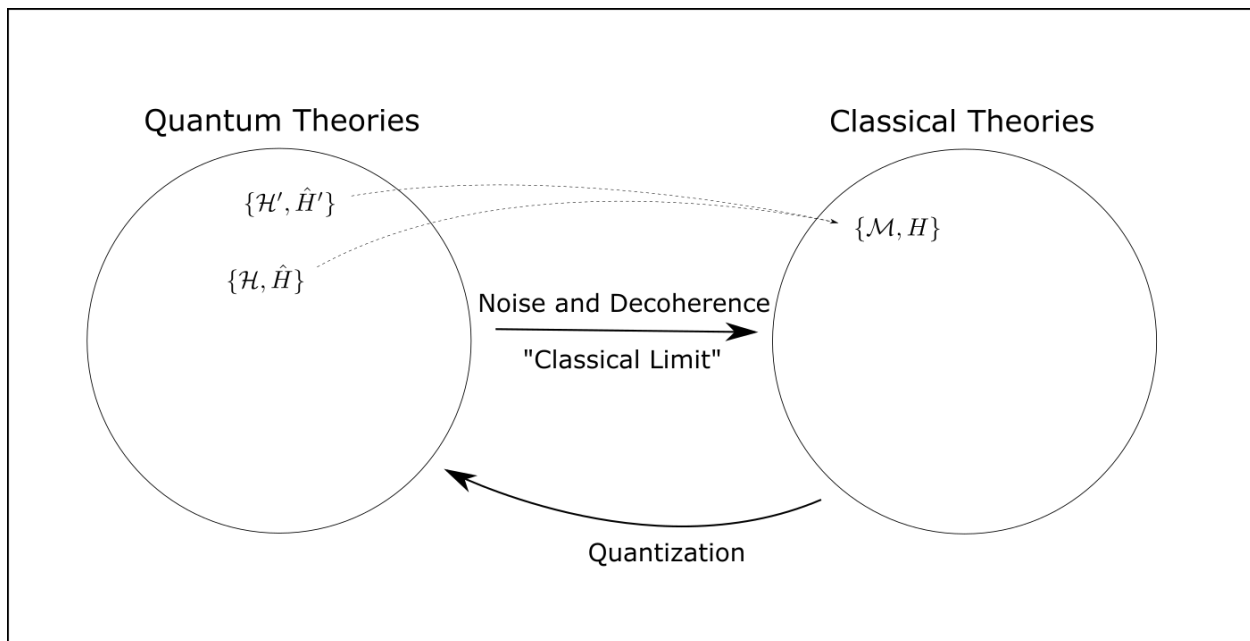 Quantum Theories
Classical Theories
{ℋ′, Ĥ′}
{ℳ, H}
{ℋ, Ĥ}
Noise and Decoherence
"Classical Limit"
Quantization